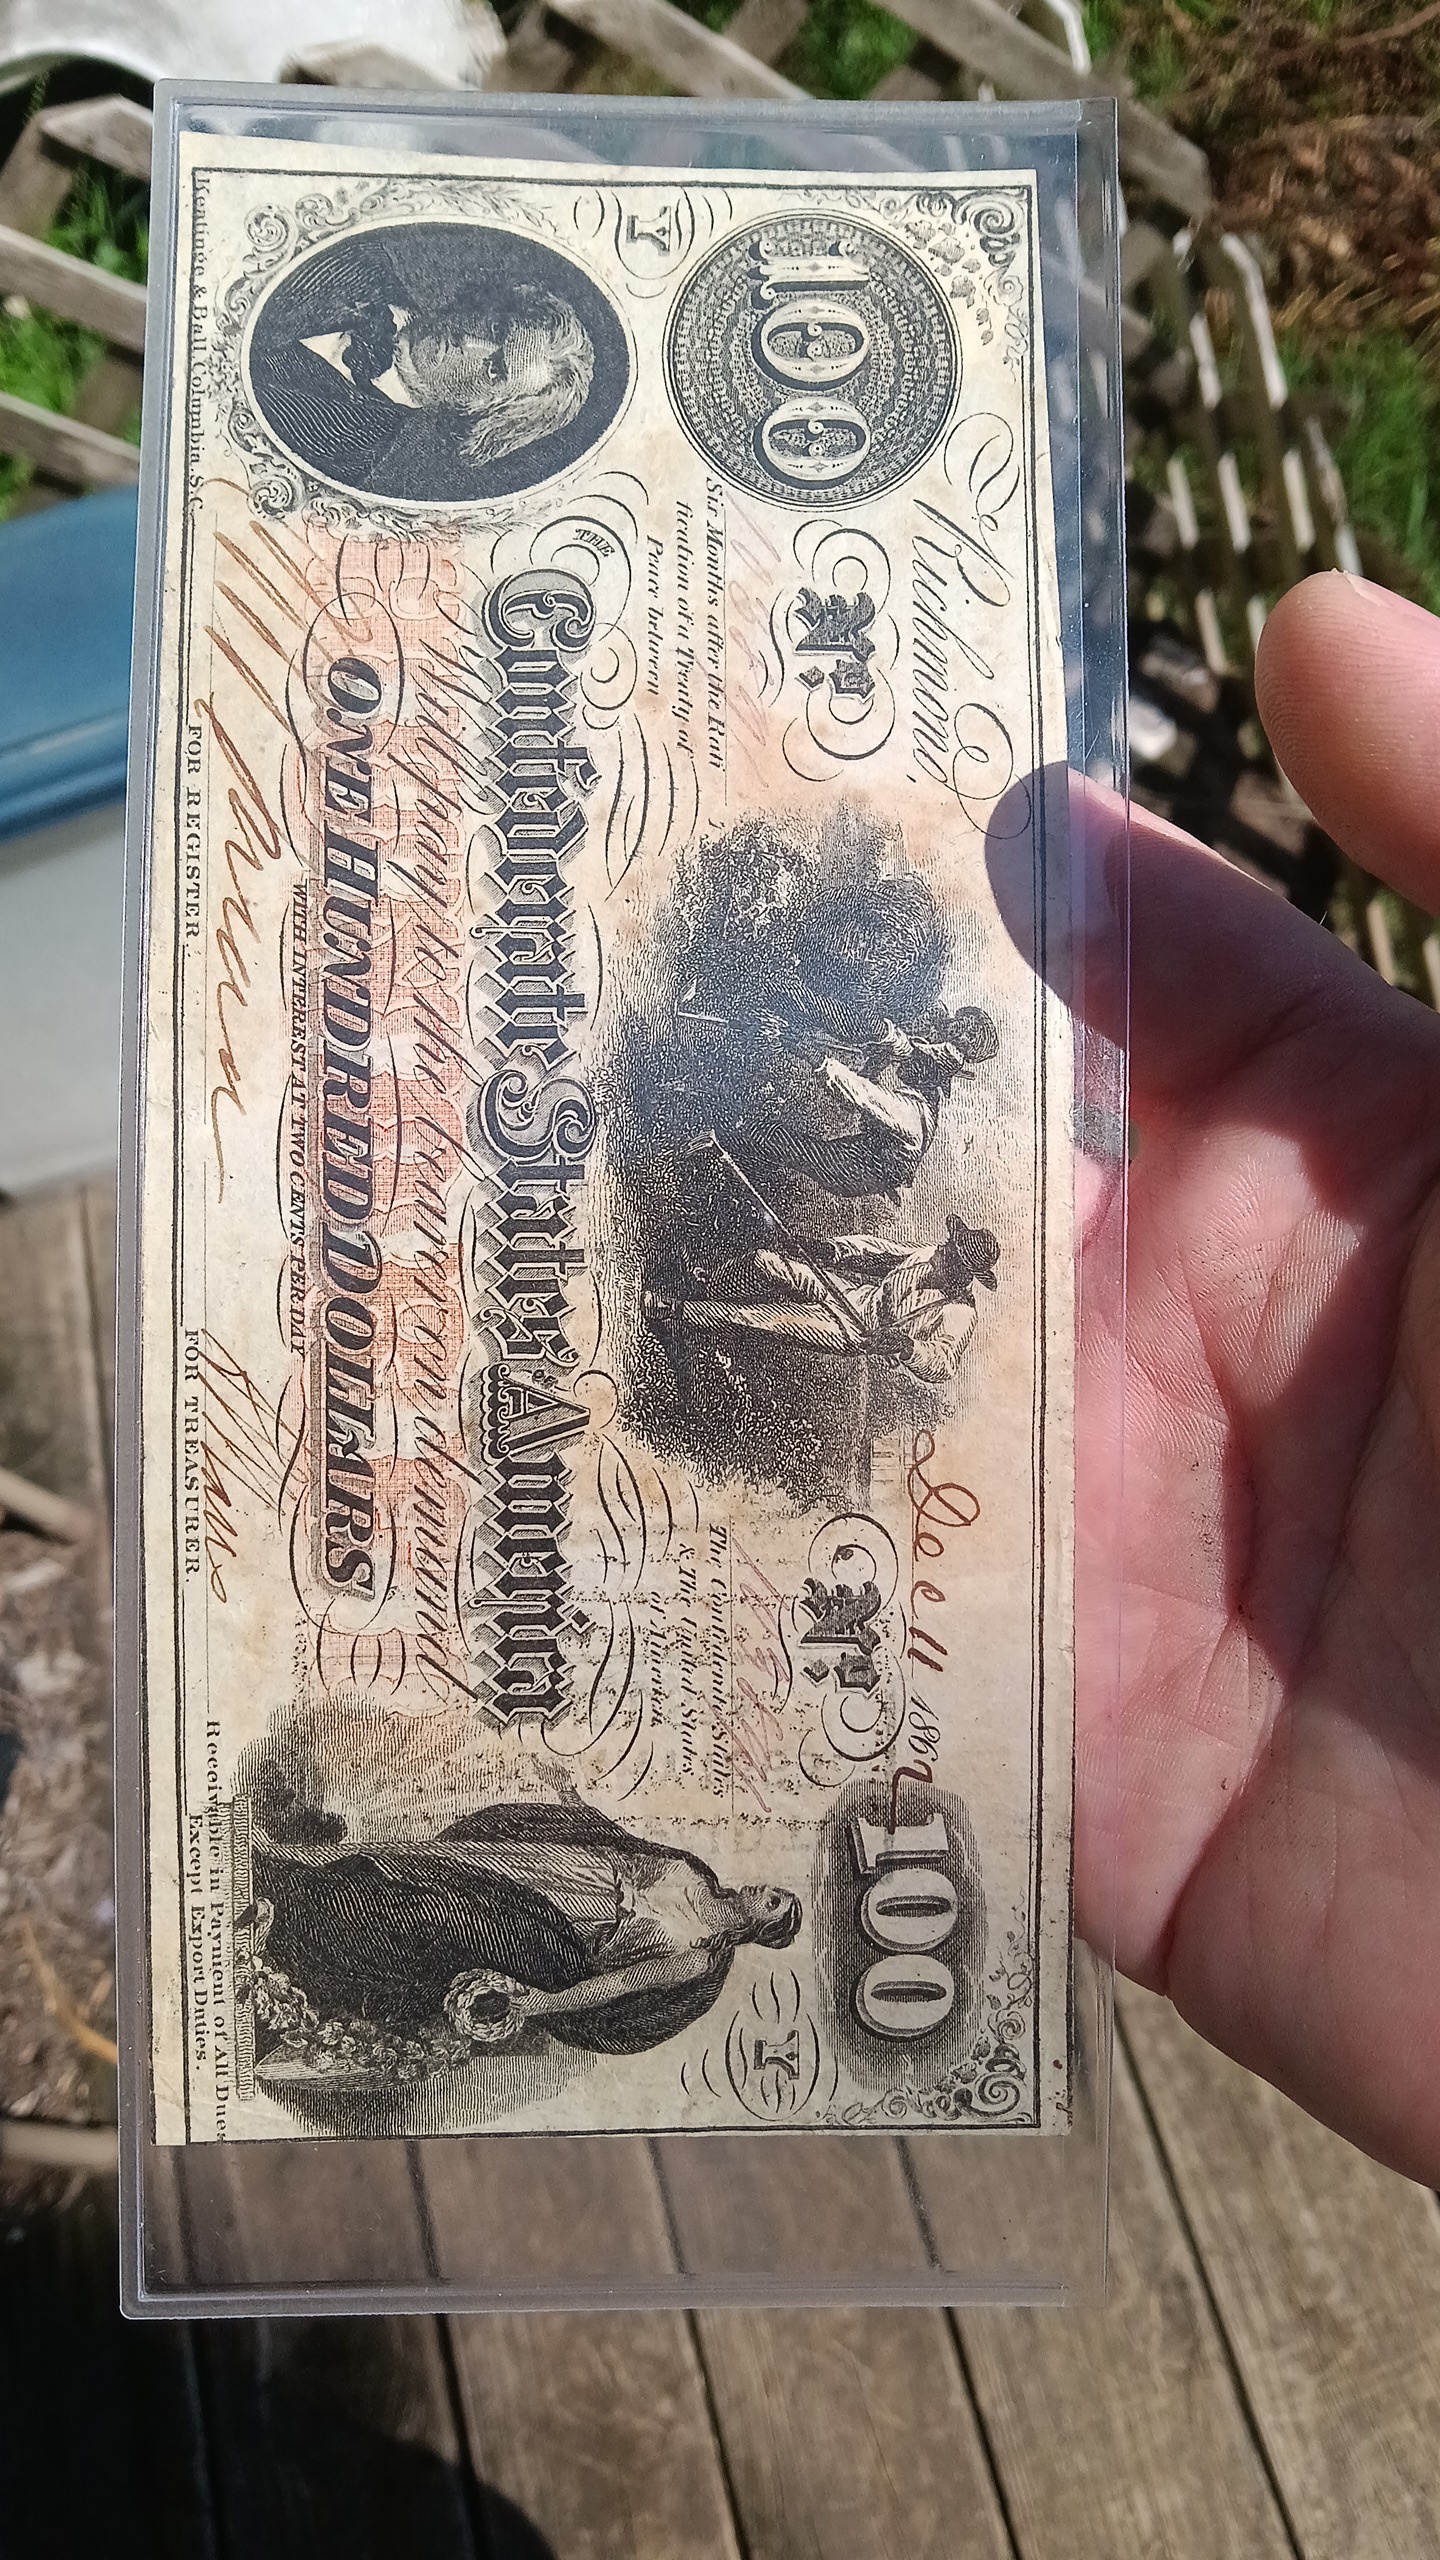 100
Richmond,
Dec 11 1862
100
No.
No.
Six Months after the Rati
fication of a Treaty of
Peace between
The Confederate States
& The United States
of America,
Y
Y
THE
Confederate States OF America
Will pay to the bearer on demand
ONE HUNDRED DOLLARS
WITH INTEREST AT TWO CENTS PER DAY
FOR REGISTER.
FOR TREASURER.
Receivable in Payment of All Dues
Except Export Duties.
Keatinge & Ball Columbia, S.C.